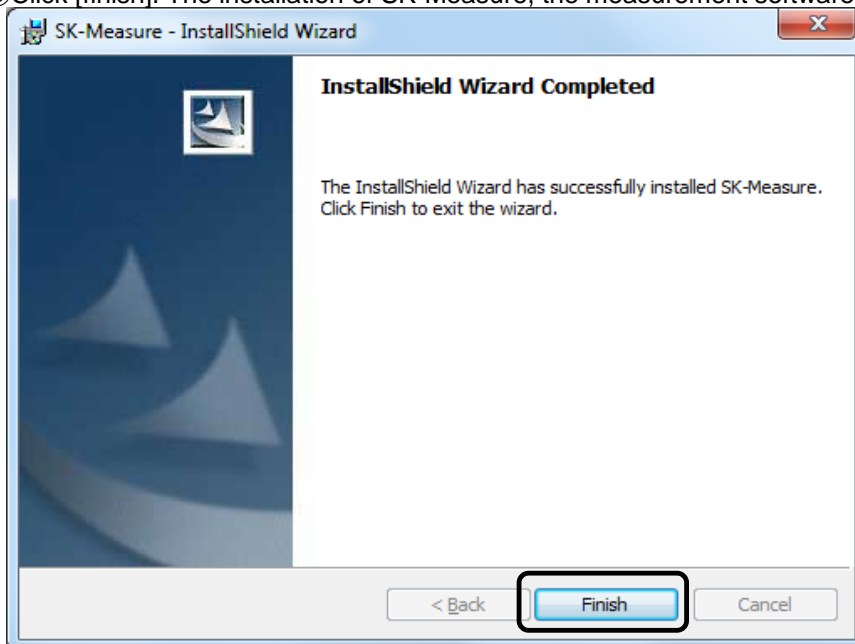 Click [finish]. The installation of SK-Measure, the measurement software
SK-Measure - InstallShield Wizard
InstallShield Wizard Completed
The InstallShield Wizard has successfully installed SK-Measure.
Click Finish to exit the wizard.
< Back
Finish
Cancel